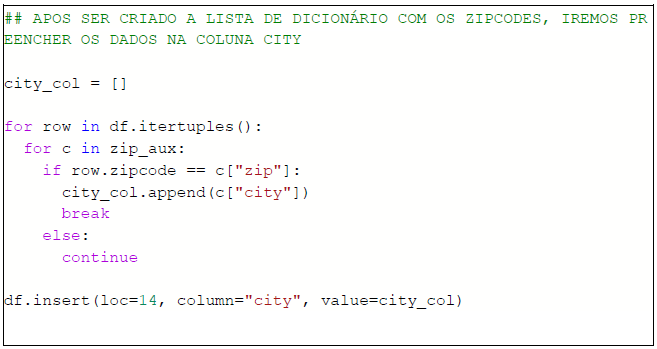 ## APOS SER CRIADO A LISTA DE DICIONÁRIO COM OS ZIPCODES, IREMOS PR
EENCHER OS DADOS NA COLUNA CITY
city_col = []
for row in df.itertuples():
  for c in zip_aux:
    if row.zipcode == c["zip"]:
      city_col.append(c["city"])
      break
    else:
      continue
df.insert(loc=14, column="city", value=city_col)